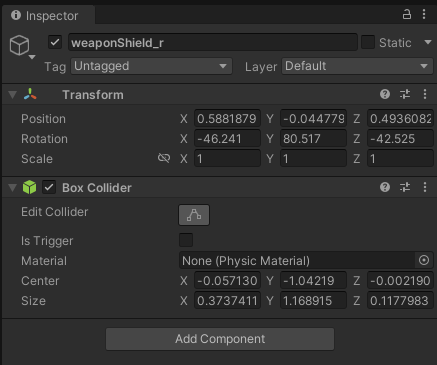 Inspector
weaponShield_r Static
Tag Untagged Layer Default
Transform
Position X 0.5881879 Y -0.044779 Z 0.4936082
Rotation X -46.241 Y 80.517 Z -42.525
Scale X 1 Y 1 Z 1
Box Collider
Edit Collider
Is Trigger
Material None (Physic Material)
Center X -0.057130 Y -1.04219 Z -0.002190
Size X 0.3737411 Y 1.168915 Z 0.1177983
Add Component